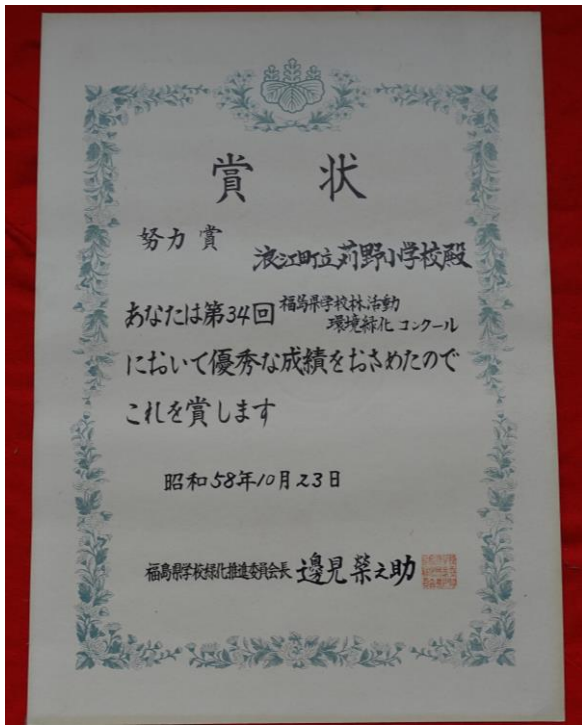 賞状
努力賞
浪江町立苅野小学校殿
あなたは第34回福島県学校林活動
環境緑化コンクール
において優秀な成績をおさめたので
これを賞します
昭和58年10月23日
福島県学校緑化推進委員会長 邊見榮之助